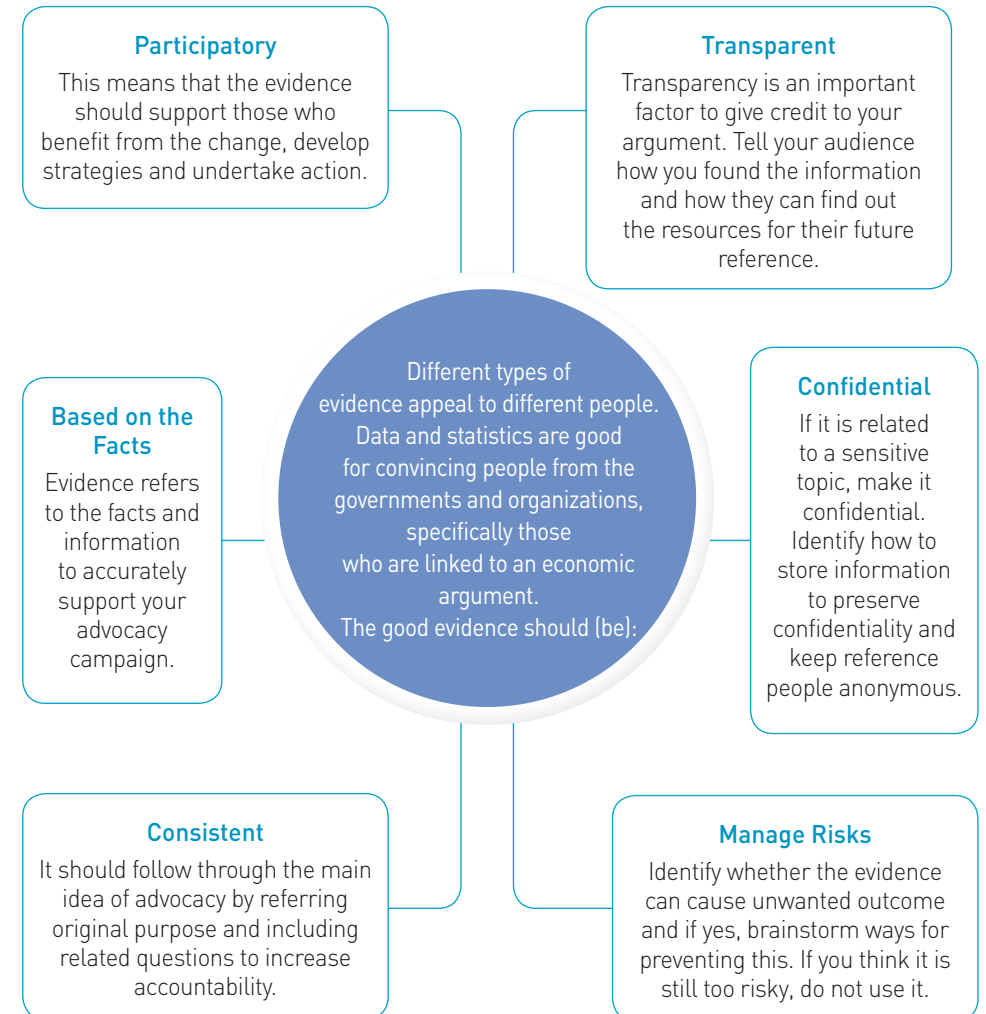 Participatory
This means that the evidence
should support those who
benefit from the change, develop
strategies and undertake action.
Transparent
Transparency is an important
factor to give credit to your
argument. Tell your audience
how you found the information
and how they can find out
the resources for their future
reference.
Different types of
evidence appeal to different people.
Data and statistics are good
for convincing people from the
governments and organizations,
specifically those
who are linked to an economic
argument.
The good evidence should (be):
Based on the
Facts
Evidence refers
to the facts and
information
to accurately
support your
advocacy
campaign.
Confidential
If it is related
to a sensitive
topic, make it
confidential.
Identify how to
store information
to preserve
confidentiality and
keep reference
people anonymous.
Consistent
It should follow through the main
idea of advocacy by referring
original purpose and including
related questions to increase
accountability.
Manage Risks
Identify whether the evidence
can cause unwanted outcome
and if yes, brainstorm ways for
preventing this. If you think it is
still too risky, do not use it.